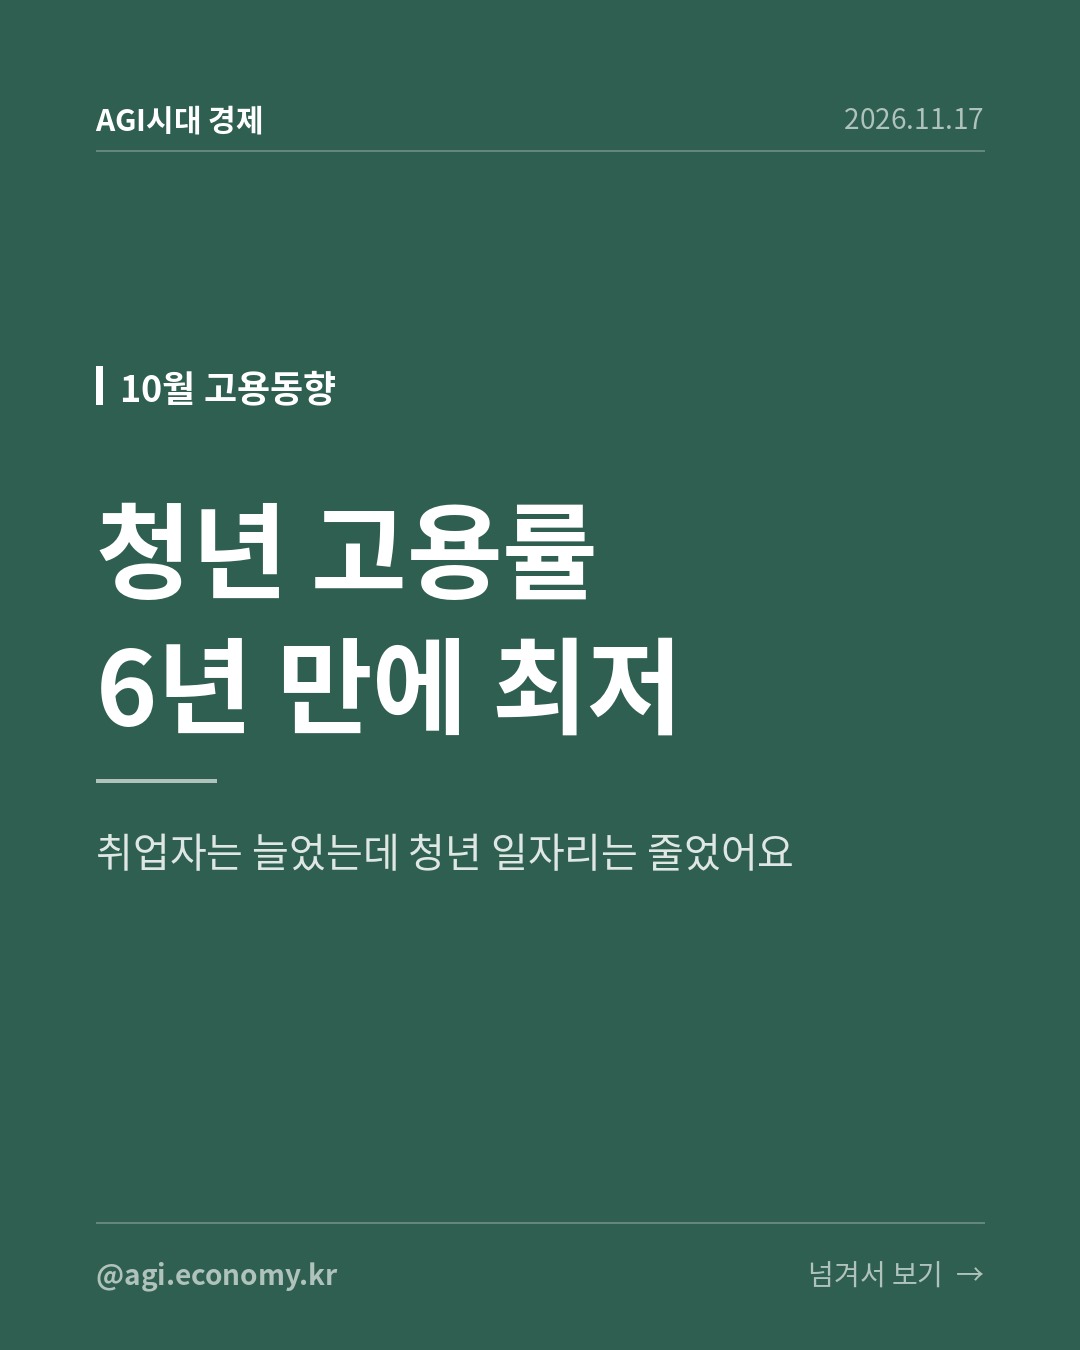 AGI시대 경제
2026.11.17
10월 고용동향
청년 고용률
6년 만에 최저
취업자는 늘었는데 청년 일자리는 줄었어요
@agi.economy.kr
넘겨서 보기 →